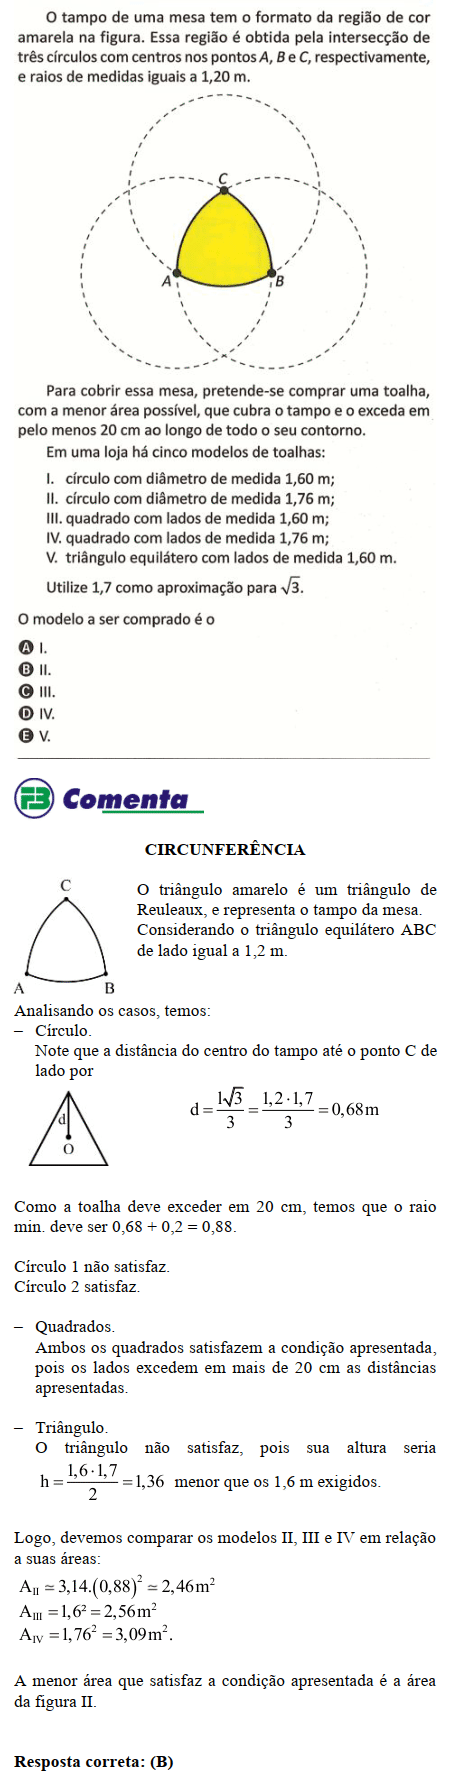 O tampo de uma mesa tem o formato da região de cor
amarela na figura. Essa região é obtida pela intersecção de
três círculos com centros nos pontos A, B e C, respectivamente,
e raios de medidas iguais a 1,20 m.
C
A
B
Para cobrir essa mesa, pretende-se comprar uma toalha,
com a menor área possível, que cubra o tampo e o exceda em
pelo menos 20 cm ao longo de todo o seu contorno.
Em uma loja há cinco modelos de toalhas:
I. círculo com diâmetro de medida 1,60 m;
II. círculo com diâmetro de medida 1,76 m;
III. quadrado com lados de medida 1,60 m;
IV. quadrado com lados de medida 1,76 m;
V. triângulo equilátero com lados de medida 1,60 m.
Utilize 1,7 como aproximação para √3.
O modelo a ser comprado é o
A I.
B II.
C III.
D IV.
E V.
FB Comenta
CIRCUNFERÊNCIA
C
A
B
O triângulo amarelo é um triângulo de
Reuleaux, e representa o tampo da mesa.
Considerando o triângulo equilátero ABC
de lado igual a 1,2 m.
Analisando os casos, temos:
– Círculo.
Note que a distância do centro do tampo até o ponto C de
lado por
d
O
d = l√3/3 = 1,2·1,7/3 = 0,68m
Como a toalha deve exceder em 20 cm, temos que o raio
min. deve ser 0,68 + 0,2 = 0,88.
Círculo 1 não satisfaz.
Círculo 2 satisfaz.
– Quadrados.
Ambos os quadrados satisfazem a condição apresentada,
pois os lados excedem em mais de 20 cm as distâncias
apresentadas.
– Triângulo.
O triângulo não satisfaz, pois sua altura seria
h = 1,6·1,7/2 = 1,36 menor que os 1,6 m exigidos.
Logo, devemos comparar os modelos II, III e IV em relação
a suas áreas:
A_II ≃ 3,14.(0,88)² ≃ 2,46m²
A_III = 1,6² = 2,56m²
A_IV = 1,76² = 3,09m².
A menor área que satisfaz a condição apresentada é a área
da figura II.
Resposta correta: (B)